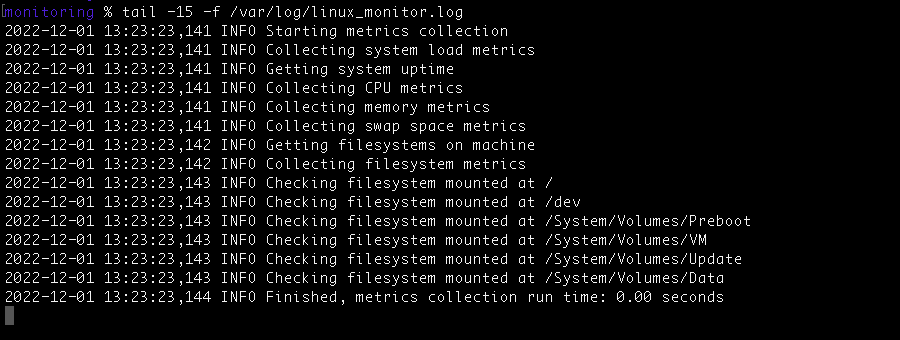 monitoring % tail -15 -f /var/log/linux_monitor.log
2022-12-01 13:23:23,141 INFO Starting metrics collection
2022-12-01 13:23:23,141 INFO Collecting system load metrics
2022-12-01 13:23:23,141 INFO Getting system uptime
2022-12-01 13:23:23,141 INFO Collecting CPU metrics
2022-12-01 13:23:23,141 INFO Collecting memory metrics
2022-12-01 13:23:23,141 INFO Collecting swap space metrics
2022-12-01 13:23:23,142 INFO Getting filesystems on machine
2022-12-01 13:23:23,142 INFO Collecting filesystem metrics
2022-12-01 13:23:23,143 INFO Checking filesystem mounted at /
2022-12-01 13:23:23,143 INFO Checking filesystem mounted at /dev
2022-12-01 13:23:23,143 INFO Checking filesystem mounted at /System/Volumes/Preboot
2022-12-01 13:23:23,143 INFO Checking filesystem mounted at /System/Volumes/VM
2022-12-01 13:23:23,143 INFO Checking filesystem mounted at /System/Volumes/Update
2022-12-01 13:23:23,143 INFO Checking filesystem mounted at /System/Volumes/Data
2022-12-01 13:23:23,144 INFO Finished, metrics collection run time: 0.00 seconds